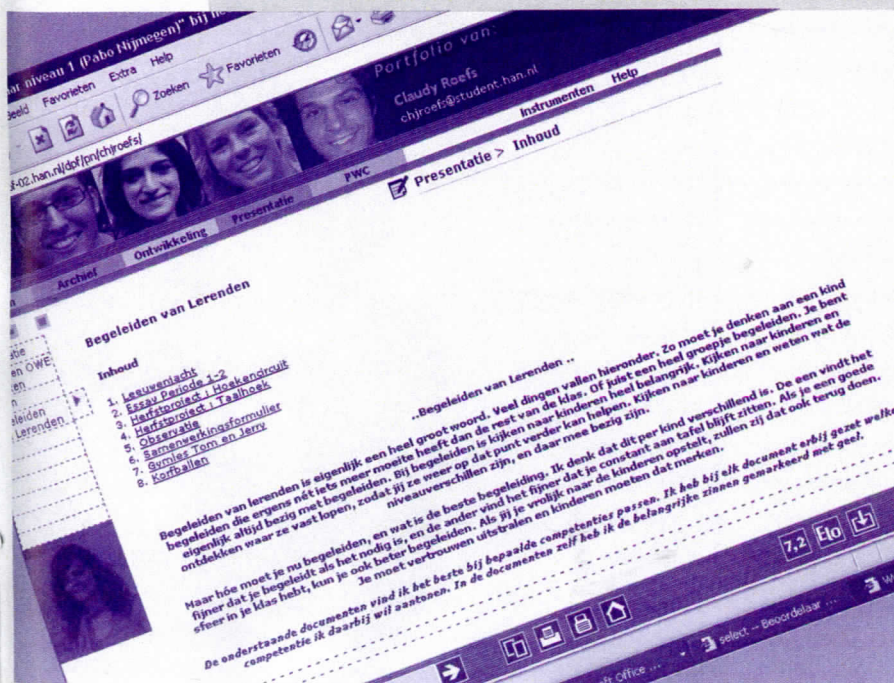 niveau 1 (Pabo Nijmegen)" bij
Beeld Favorieten Extra Help
Zoeken Favorieten
-02.han.nl/dpf/pn/chjroefs/
Portfolio van:
Claudy Roefs
chjroefs@student.han.nl
Instrumenten Help
Archief Ontwikkeling Presentatie PWC
Presentatie > Inhoud
Begeleiden van Lerenden
Inhoud
1. Leeuwenjacht
2. Essay Periode 1-2
3. Herfstproject ; Hoekencircuit
4. Herfstproject ; Taalhoek
5. Observatie
6. Samenwerkingsformulier
7. Gymles Tom en Jerry
8. Korfballen
OWE
Lerenden
..Begeleiden van Lerenden ..
Begeleiden van lerenden is eigenlijk een heel groot woord. Veel dingen vallen hieronder. Zo moet je denken aan een kind
begeleiden die ergens nét iets meer moeite heeft dan de rest van de klas. Of juist een heel groepje begeleiden. Je bent
eigenlijk altijd bezig met begeleiden. Bij begeleiden is kijken naar kinderen heel belangrijk. Kijken naar kinderen en
ontdekken waar ze vast lopen, zodat jij ze weer op dat punt verder kan helpen. Kijken naar kinderen en weten wat de
niveauverschillen zijn, en daar mee bezig zijn.
Maar hóe moet je nu begeleiden, en wat is de beste begeleiding. Ik denk dat dit per kind verschillend is. De een vindt het
fijner dat je begeleidt als het nodig is, en de ander vind het fijner dat je constant aan tafel blijft zitten. Als je een goede
sfeer in je klas hebt, kun je ook beter begeleiden. Als jij je vrolijk naar de kinderen opstelt, zullen zij dat ook terug doen.
Je moet vertrouwen uitstralen en kinderen moeten dat merken.
De onderstaande documenten vind ik het beste bij bepaalde competenties passen. Ik heb bij elk document erbij gezet welke
competentie ik daarbij wil aantonen. In de documenten zelf heb ik de belangrijke zinnen gemarkeerd met geel.
7,2 Elo
Office ...
select -- Beoordelaar ...